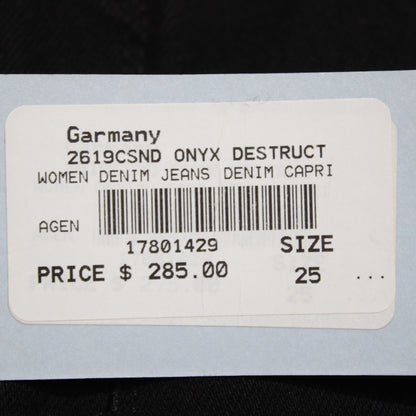 Garmany
2619CSND ONYX DESTRUCT
WOMEN DENIM JEANS DENIM CAPRI
AGEN
17801429
SIZE
PRICE $ 285.00
25 ...